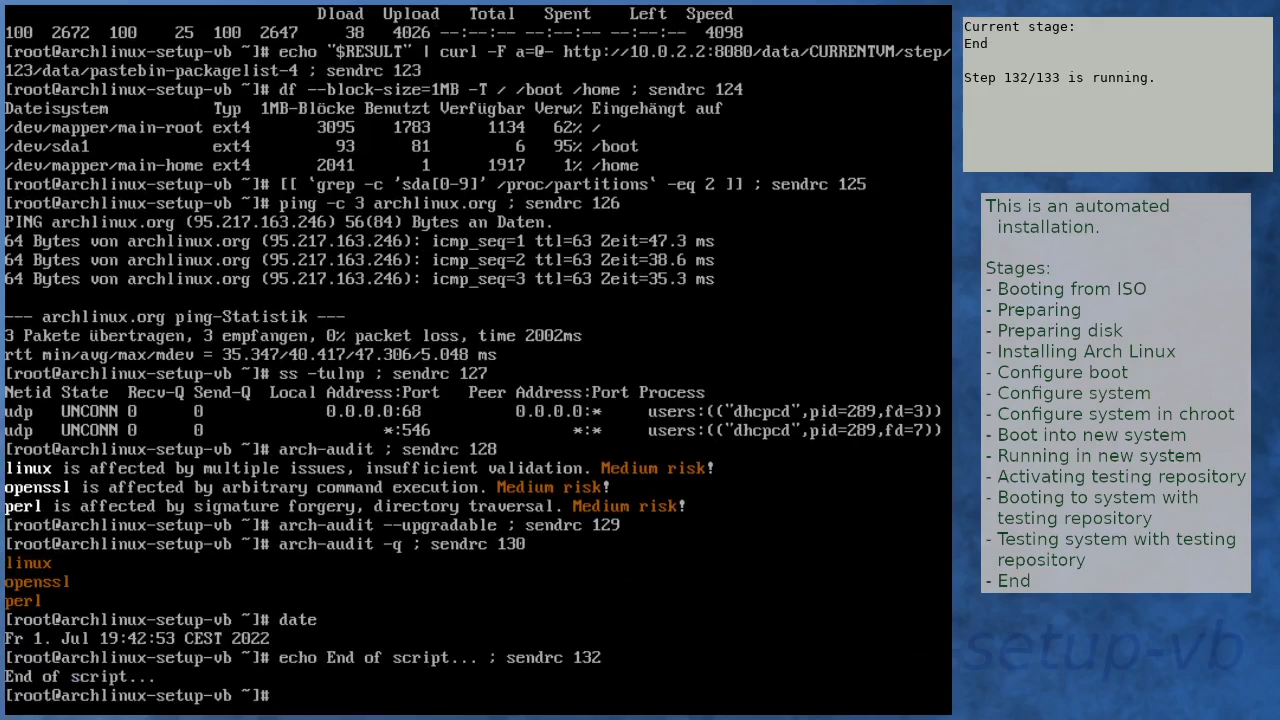 Dload  Upload   Total   Spent    Left  Speed
100  2672  100    25  100  2647     38   4026 --:--:-- --:--:-- --:--:--  4098
[root@archlinux-setup-vb ~]# echo "$RESULT" | curl -F a=@- http://10.0.2.2:8080/data/CURRENTVM/step/
123/data/pastebin-packagelist-4 ; sendrc 123
[root@archlinux-setup-vb ~]# df --block-size=1MB -T / /boot /home ; sendrc 124
Dateisystem           Typ  1MB-Blöcke Benutzt Verfügbar Verw% Eingehängt auf
/dev/mapper/main-root ext4       3095    1783      1134   62% /
/dev/sda1             ext4         93      81         6   95% /boot
/dev/mapper/main-home ext4       2041       1      1917    1% /home
[root@archlinux-setup-vb ~]# [[ `grep -c 'sda[0-9]' /proc/partitions` -eq 2 ]] ; sendrc 125
[root@archlinux-setup-vb ~]# ping -c 3 archlinux.org ; sendrc 126
PING archlinux.org (95.217.163.246) 56(84) Bytes an Daten.
64 Bytes von archlinux.org (95.217.163.246): icmp_seq=1 ttl=63 Zeit=47.3 ms
64 Bytes von archlinux.org (95.217.163.246): icmp_seq=2 ttl=63 Zeit=38.6 ms
64 Bytes von archlinux.org (95.217.163.246): icmp_seq=3 ttl=63 Zeit=35.3 ms
--- archlinux.org ping-Statistik ---
3 Pakete übertragen, 3 empfangen, 0% packet loss, time 2002ms
rtt min/avg/max/mdev = 35.347/40.417/47.306/5.048 ms
[root@archlinux-setup-vb ~]# ss -tulnp ; sendrc 127
Netid State  Recv-Q Send-Q  Local Address:Port   Peer Address:Port Process
udp   UNCONN 0      0             0.0.0.0:68          0.0.0.0:*     users:(("dhcpcd",pid=289,fd=3))
udp   UNCONN 0      0                   *:546               *:*     users:(("dhcpcd",pid=289,fd=7))
[root@archlinux-setup-vb ~]# arch-audit ; sendrc 128
linux is affected by multiple issues, insufficient validation. Medium risk!
openssl is affected by arbitrary command execution. Medium risk!
perl is affected by signature forgery, directory traversal. Medium risk!
[root@archlinux-setup-vb ~]# arch-audit --upgradable ; sendrc 129
[root@archlinux-setup-vb ~]# arch-audit -q ; sendrc 130
linux
openssl
perl
[root@archlinux-setup-vb ~]# date
Fr 1. Jul 19:42:53 CEST 2022
[root@archlinux-setup-vb ~]# echo End of script... ; sendrc 132
End of script...
[root@archlinux-setup-vb ~]#
Current stage:
End
Step 132/133 is running.
This is an automated
installation.
Stages:
- Booting from ISO
- Preparing
- Preparing disk
- Installing Arch Linux
- Configure boot
- Configure system
- Configure system in chroot
- Boot into new system
- Running in new system
- Activating testing repository
- Booting to system with
testing repository
- Testing system with testing
repository
- End
-setup-vb